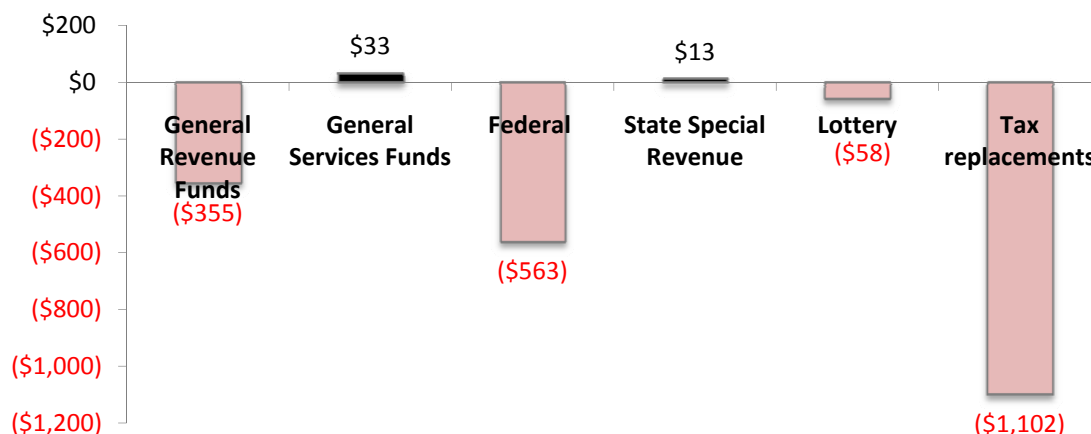 $200
$0
($200)
($400)
($600)
($800)
($1,000)
($1,200)
$33
$13
General
Revenue
Funds
($355)
General
Services Funds
Federal
($563)
State Special
Revenue
Lottery
($58)
Tax
replacements
($1,102)